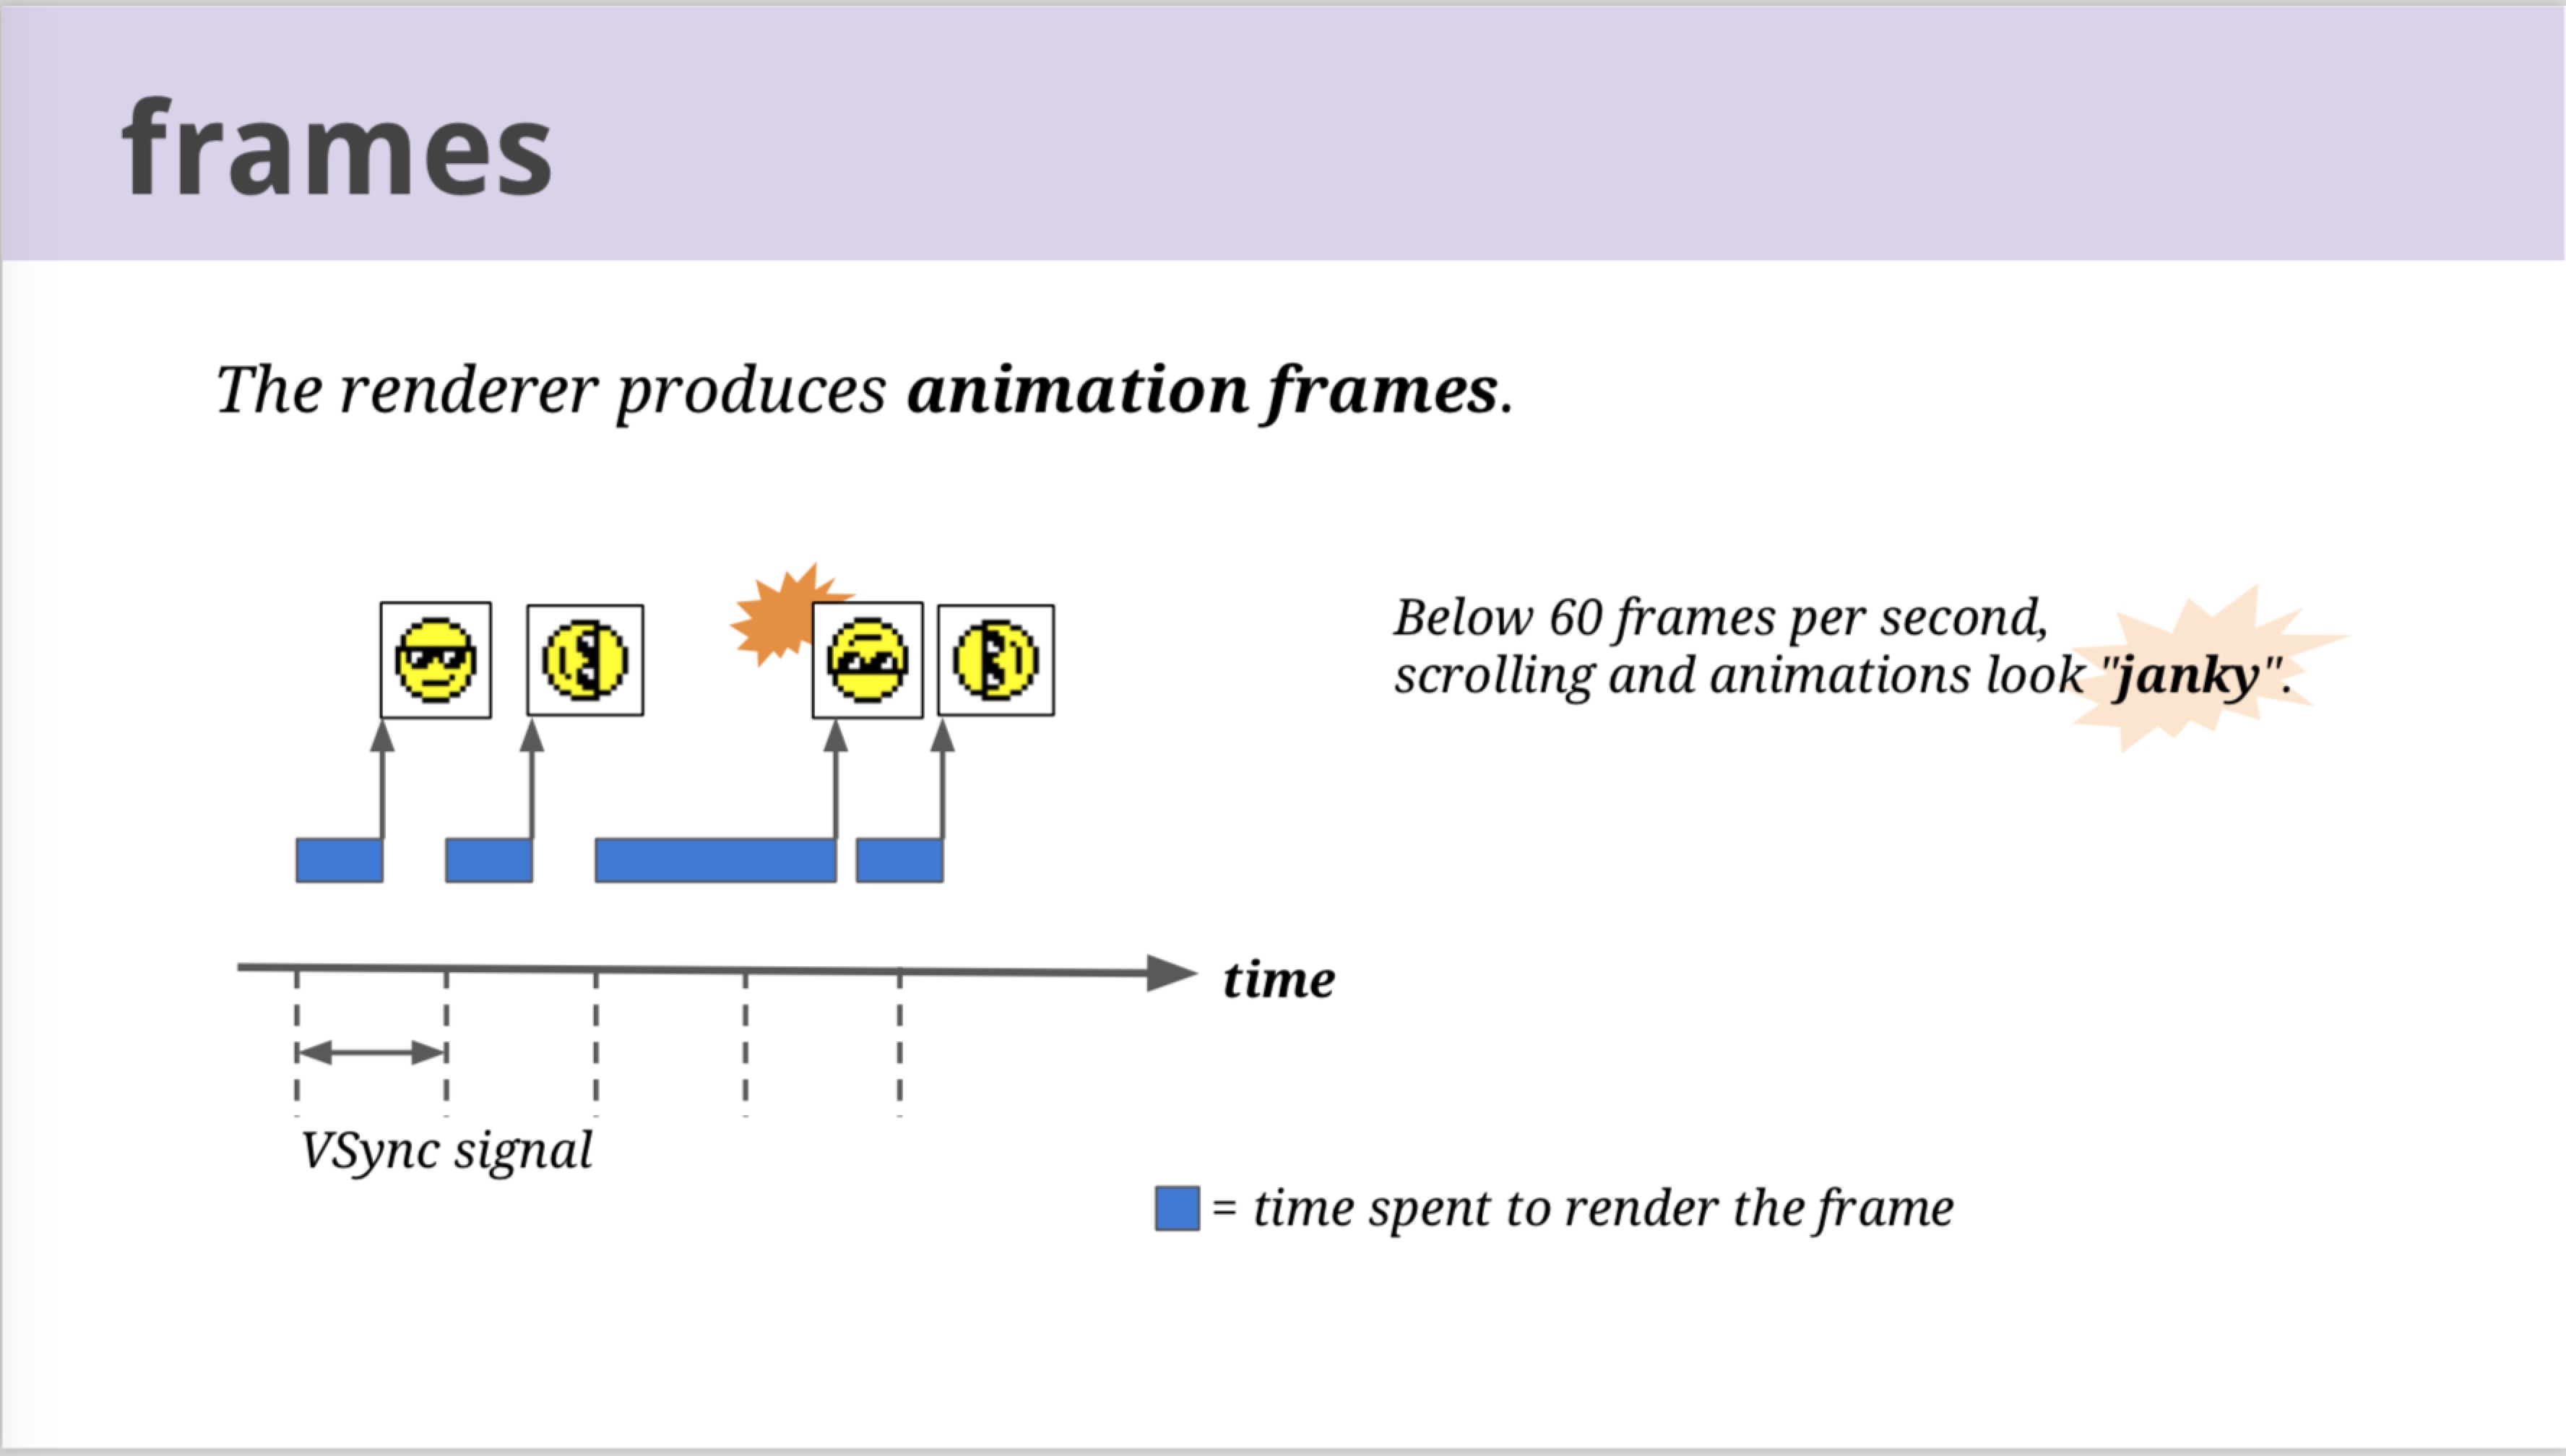 frames
The renderer produces animation frames.
Below 60 frames per second,
scrolling and animations look "janky".
time
VSync signal
= time spent to render the frame